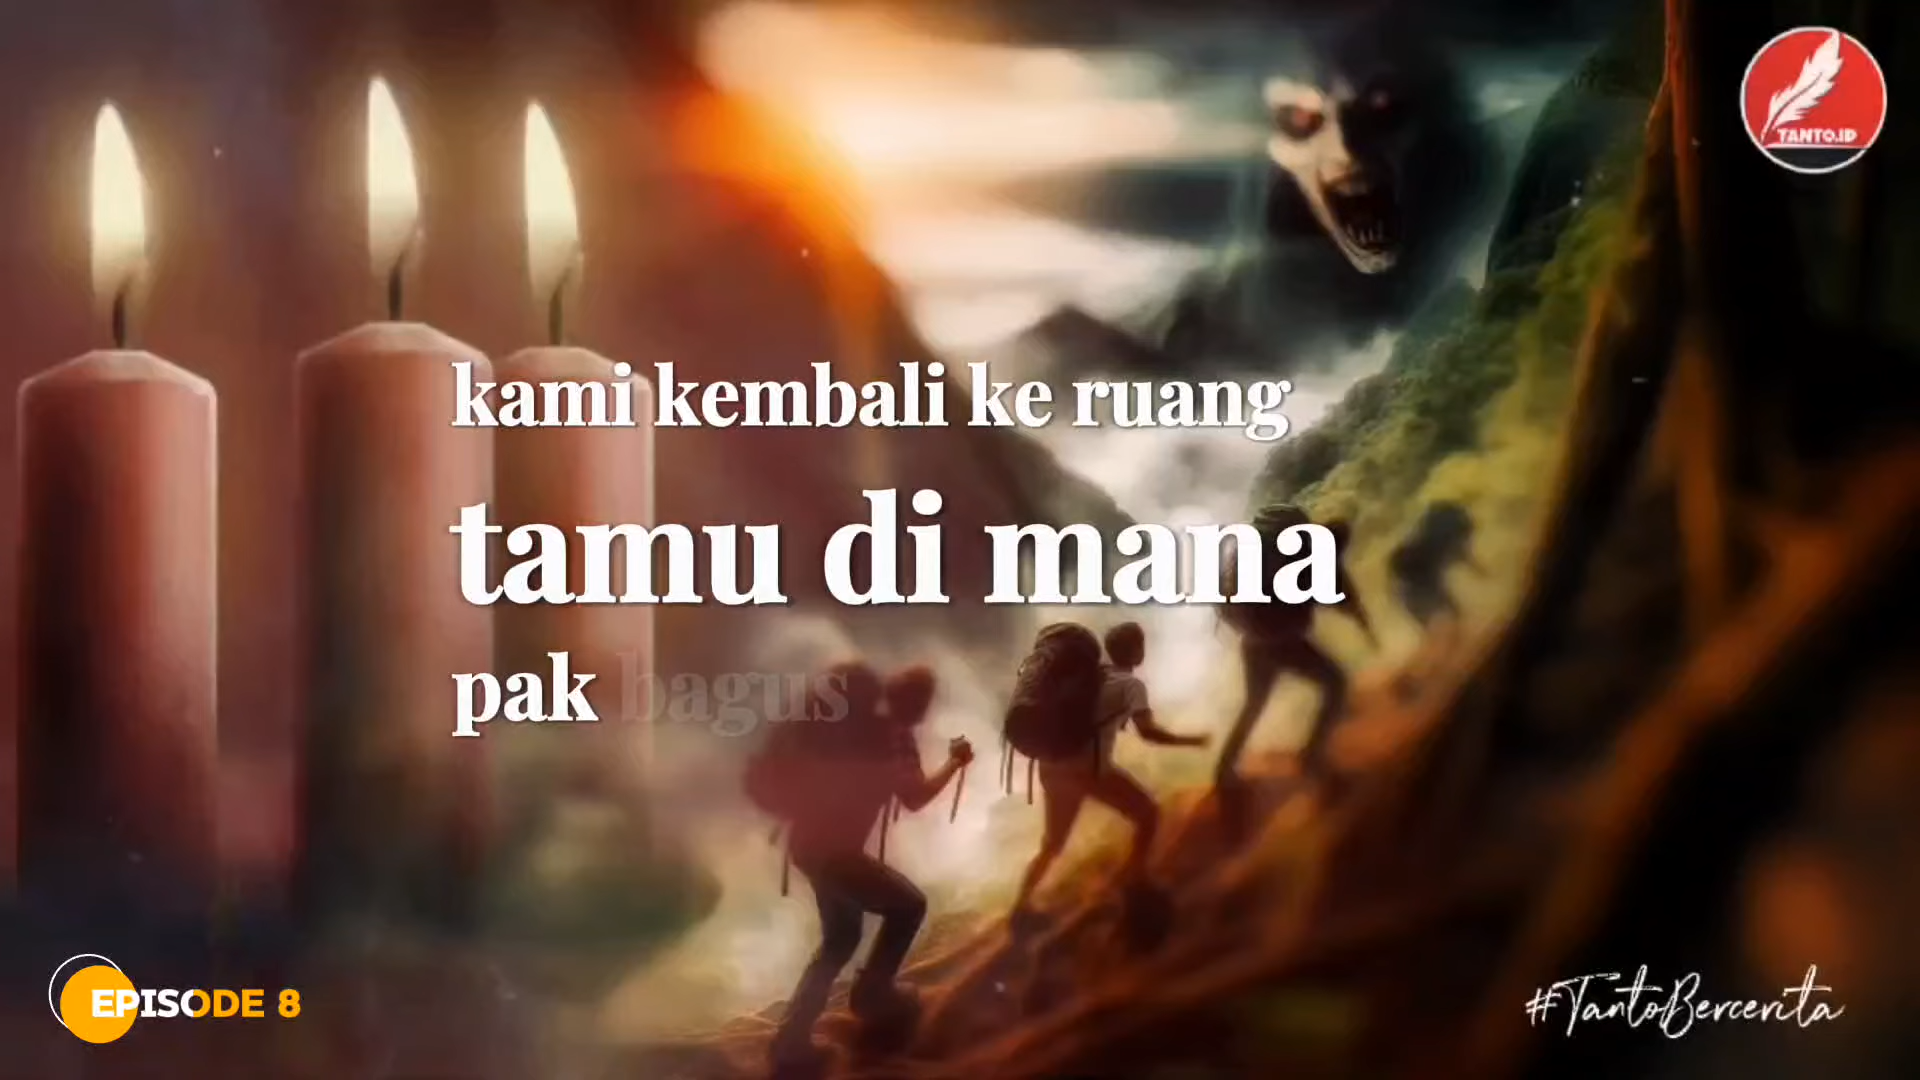 TANTO.ID
kami kembali ke ruang
tamu di mana
pak bagus
EPISODE 8
#TantoBercerita